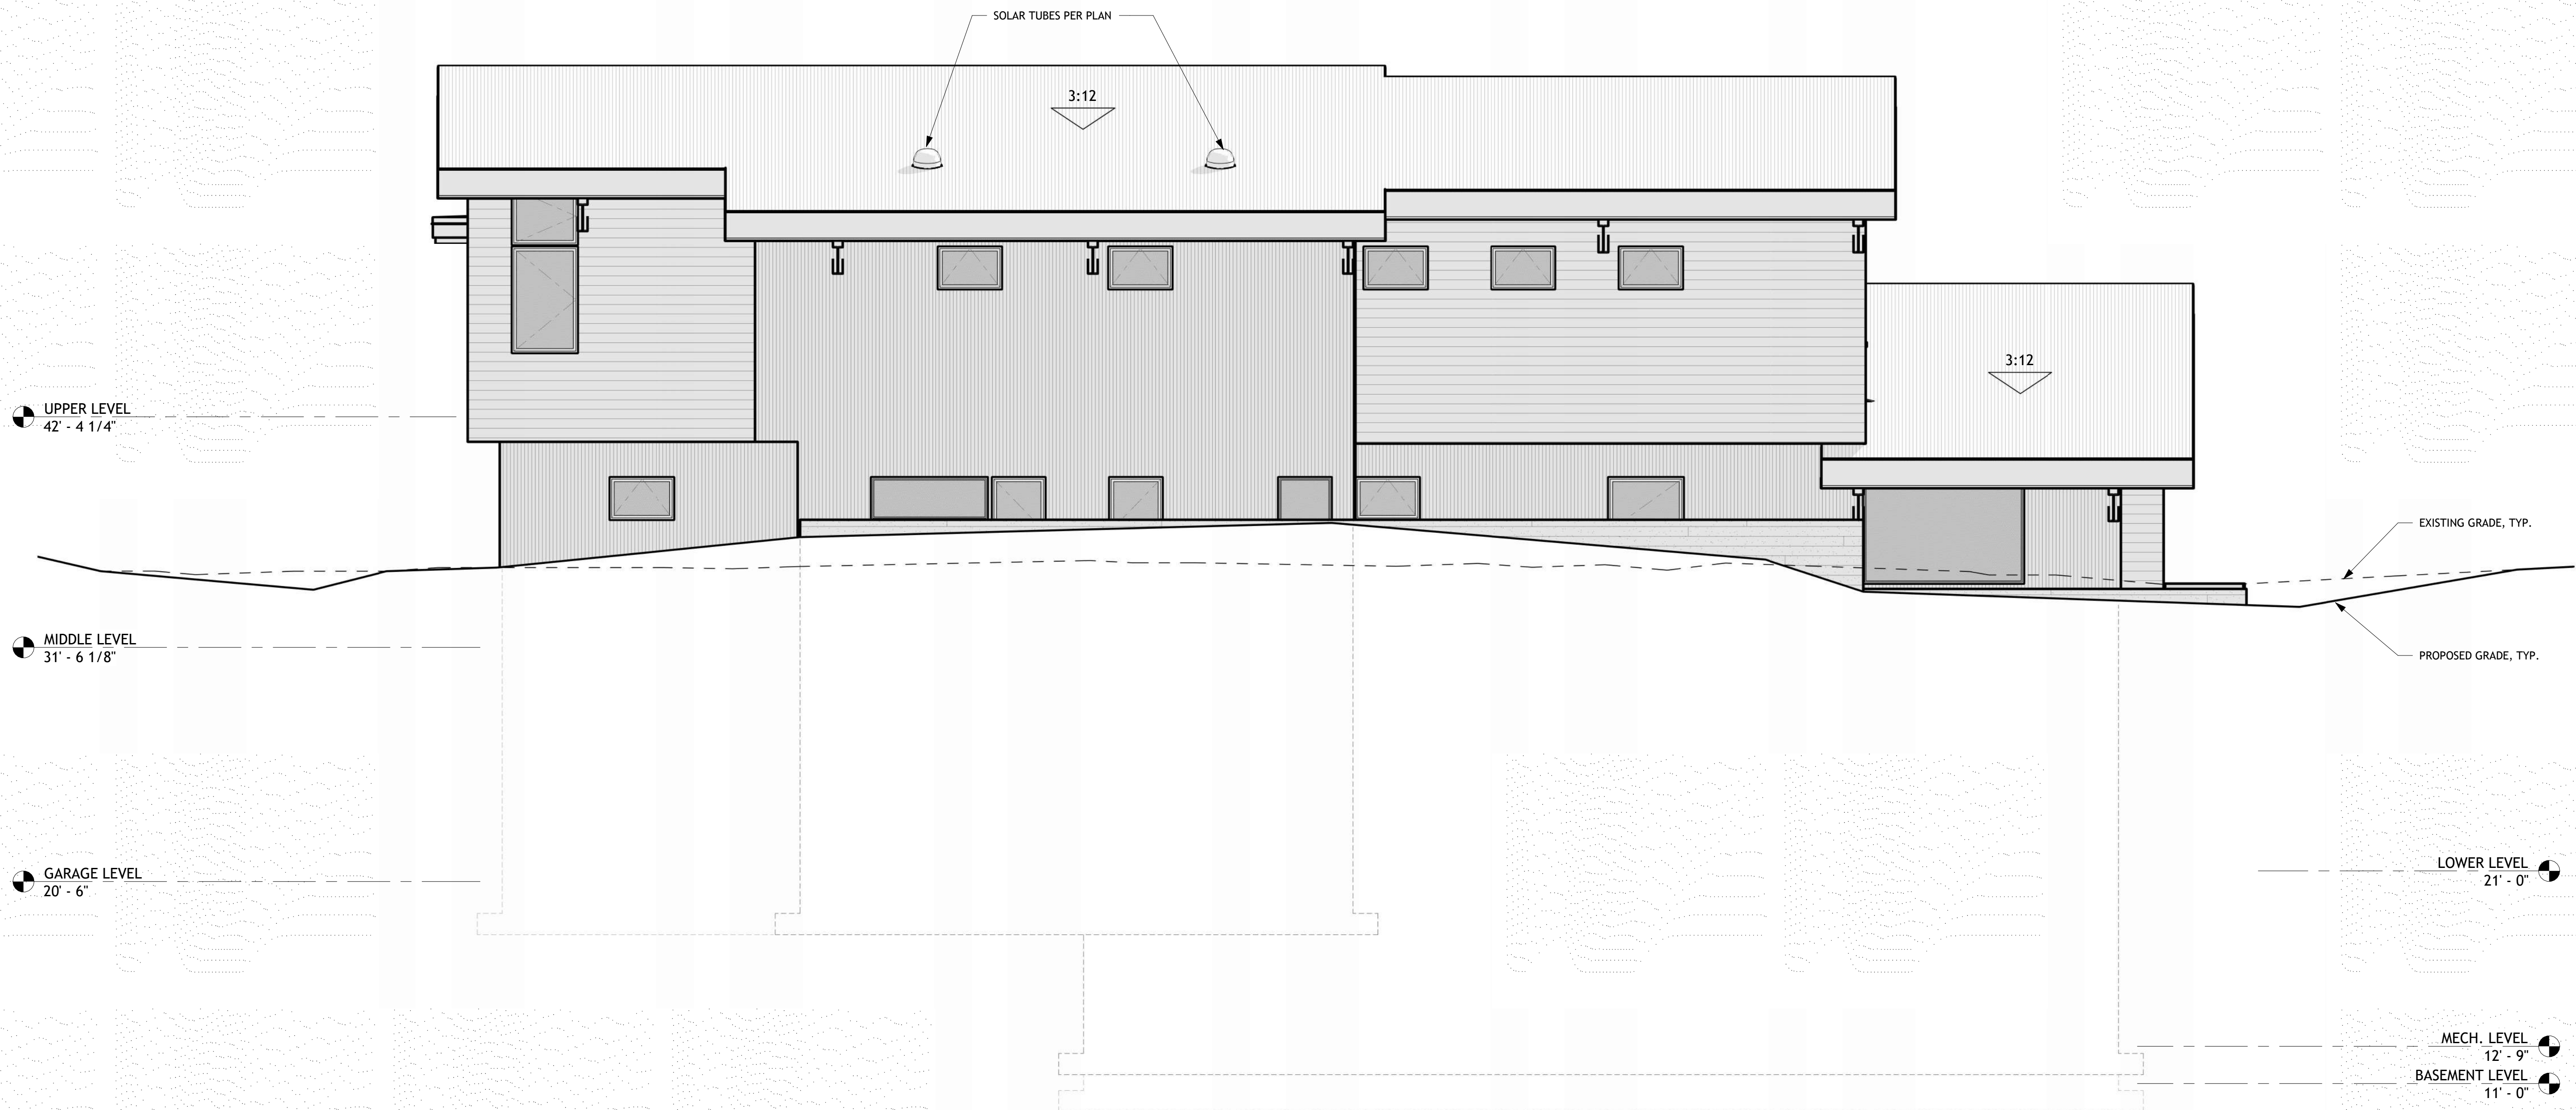 SOLAR TUBES PER PLAN
3:12
3:12
UPPER LEVEL
42' - 4 1/4"
EXISTING GRADE, TYP.
MIDDLE LEVEL
31' - 6 1/8"
PROPOSED GRADE, TYP.
GARAGE LEVEL
20' - 6"
LOWER LEVEL
21' - 0"
MECH. LEVEL
12' - 9"
BASEMENT LEVEL
11' - 0"